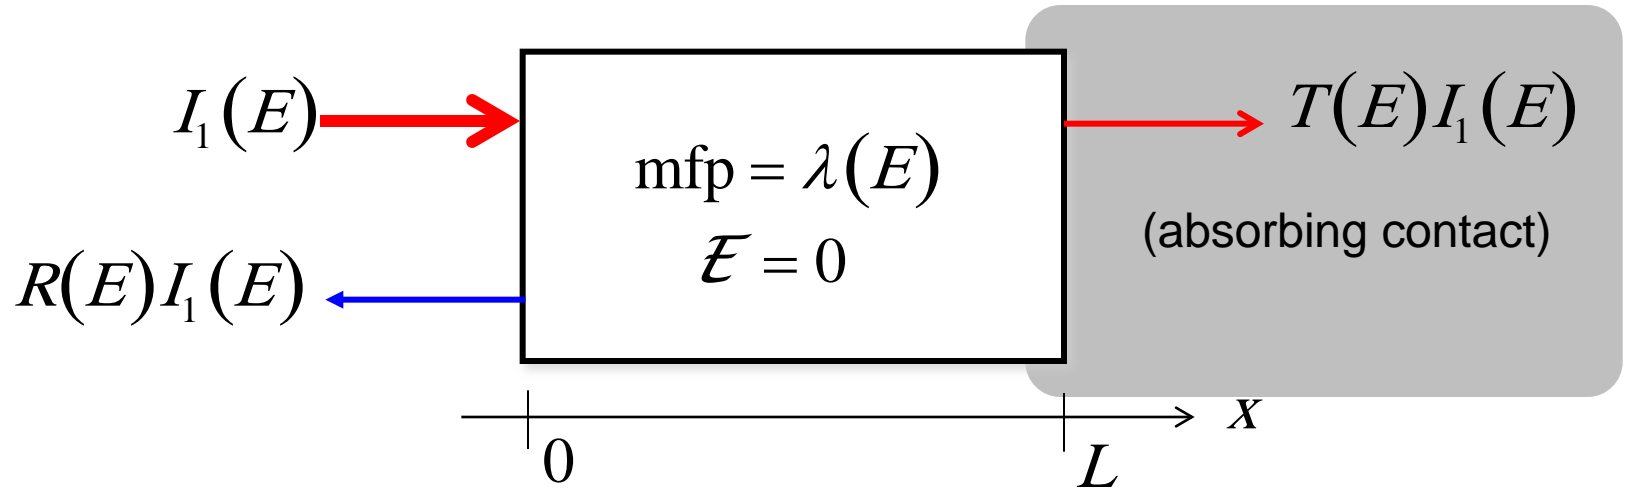 I₁(E)
T(E)I₁(E)
mfp = λ(E)
(absorbing contact)
ℰ = 0
R(E)I₁(E)
x
0
L